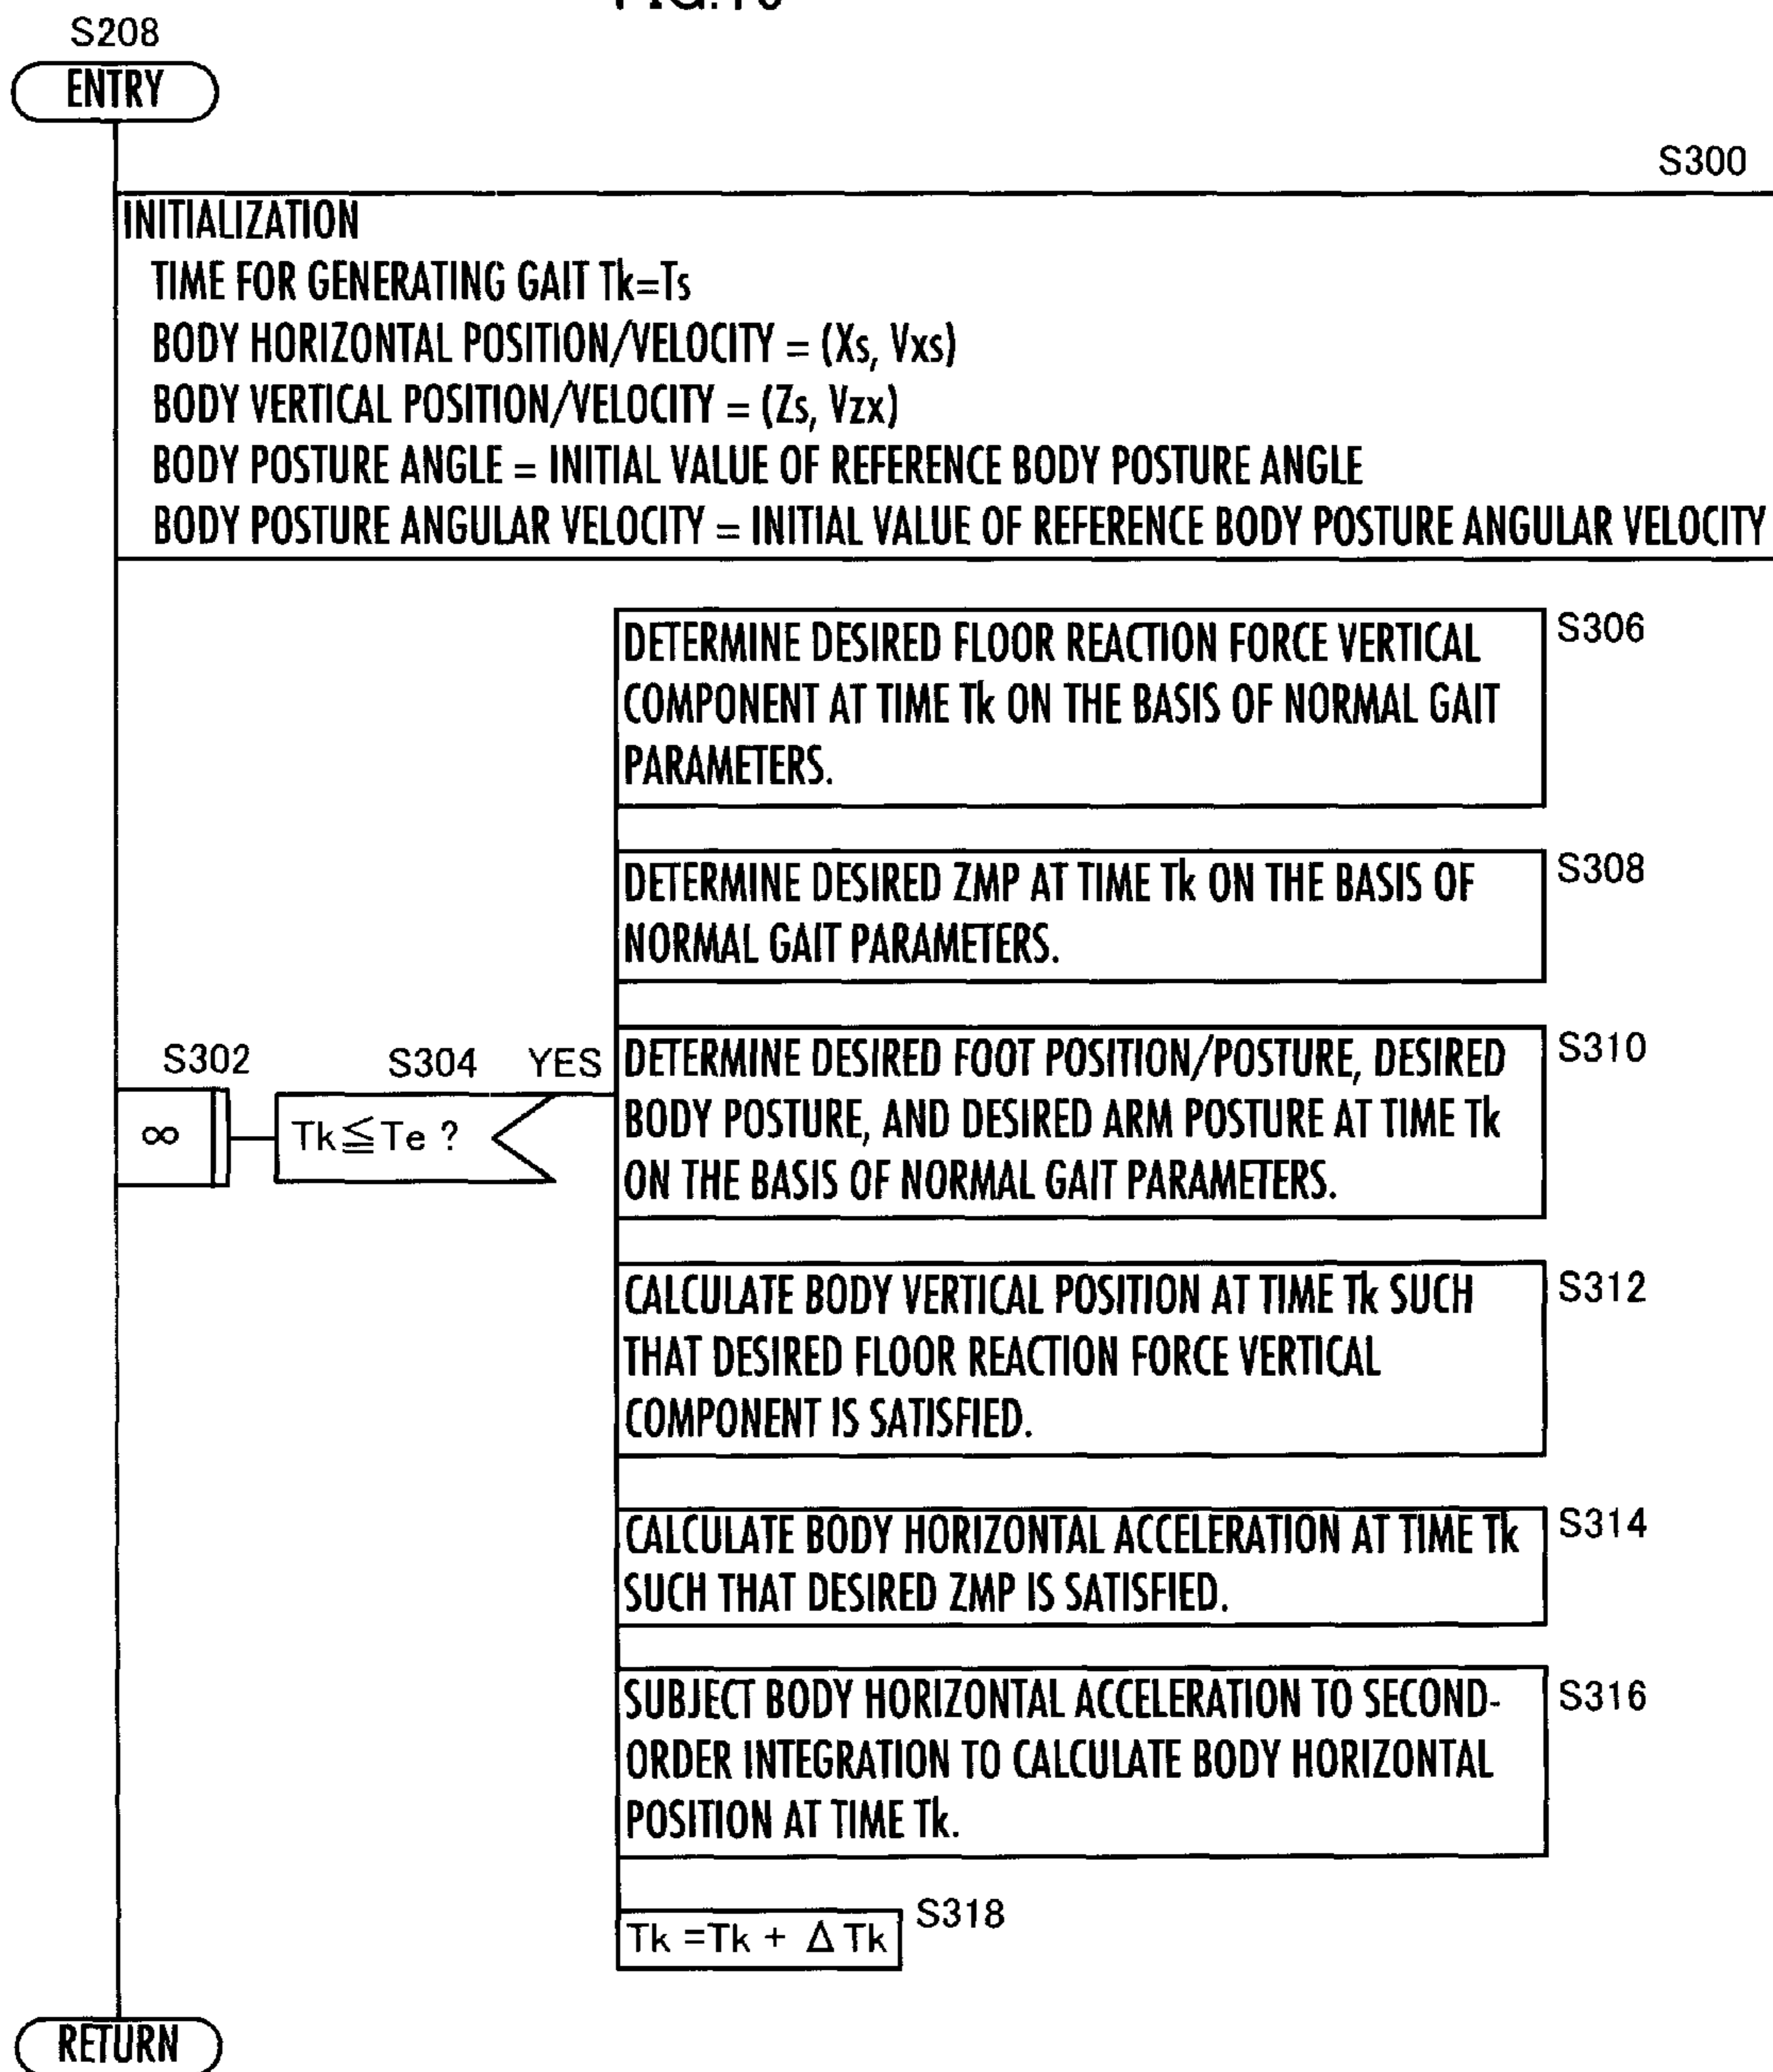 S208
ENTRY
S300
INITIALIZATION
TIME FOR GENERATING GAIT Tk=Ts
BODY HORIZONTAL POSITION/VELOCITY = (Xs, Vxs)
BODY VERTICAL POSITION/VELOCITY = (Zs, Vzx)
BODY POSTURE ANGLE = INITIAL VALUE OF REFERENCE BODY POSTURE ANGLE
BODY POSTURE ANGULAR VELOCITY = INITIAL VALUE OF REFERENCE BODY POSTURE ANGULAR VELOCITY
S306
DETERMINE DESIRED FLOOR REACTION FORCE VERTICAL
COMPONENT AT TIME Tk ON THE BASIS OF NORMAL GAIT
PARAMETERS.
S308
DETERMINE DESIRED ZMP AT TIME Tk ON THE BASIS OF
NORMAL GAIT PARAMETERS.
S302
∞
S304
Tk≦Te ?
YES
S310
DETERMINE DESIRED FOOT POSITION/POSTURE, DESIRED
BODY POSTURE, AND DESIRED ARM POSTURE AT TIME Tk
ON THE BASIS OF NORMAL GAIT PARAMETERS.
S312
CALCULATE BODY VERTICAL POSITION AT TIME Tk SUCH
THAT DESIRED FLOOR REACTION FORCE VERTICAL
COMPONENT IS SATISFIED.
S314
CALCULATE BODY HORIZONTAL ACCELERATION AT TIME Tk
SUCH THAT DESIRED ZMP IS SATISFIED.
S316
SUBJECT BODY HORIZONTAL ACCELERATION TO SECOND-
ORDER INTEGRATION TO CALCULATE BODY HORIZONTAL
POSITION AT TIME Tk.
S318
Tk =Tk + Δ Tk
RETURN